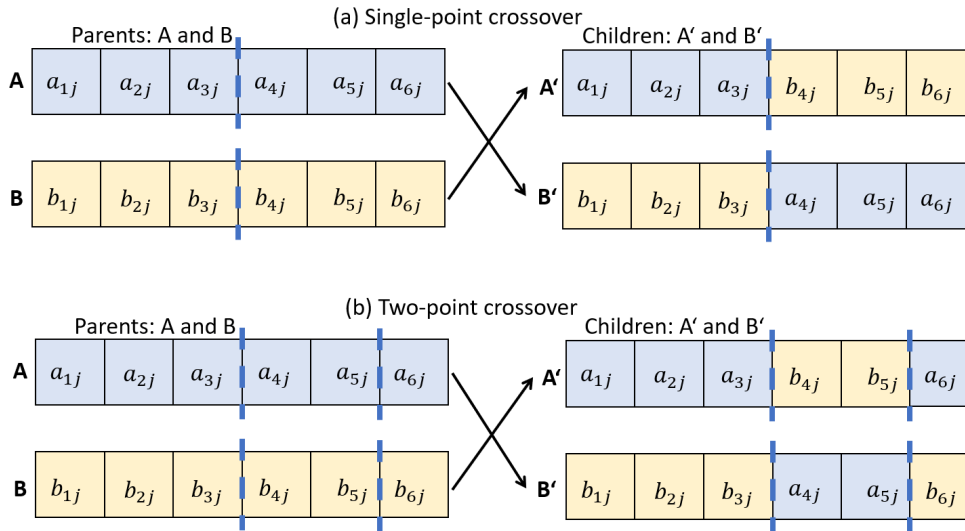 (a) Single-point crossover
Parents: A and B
Children: A‘ and B‘
A a₁ⱼ a₂ⱼ a₃ⱼ a₄ⱼ a₅ⱼ a₆ⱼ
A‘ a₁ⱼ a₂ⱼ a₃ⱼ b₄ⱼ b₅ⱼ b₆ⱼ
B b₁ⱼ b₂ⱼ b₃ⱼ b₄ⱼ b₅ⱼ b₆ⱼ
B‘ b₁ⱼ b₂ⱼ b₃ⱼ a₄ⱼ a₅ⱼ a₆ⱼ
(b) Two-point crossover
Parents: A and B
Children: A‘ and B‘
A a₁ⱼ a₂ⱼ a₃ⱼ a₄ⱼ a₅ⱼ a₆ⱼ
A‘ a₁ⱼ a₂ⱼ a₃ⱼ b₄ⱼ b₅ⱼ a₆ⱼ
B b₁ⱼ b₂ⱼ b₃ⱼ b₄ⱼ b₅ⱼ b₆ⱼ
B‘ b₁ⱼ b₂ⱼ b₃ⱼ a₄ⱼ a₅ⱼ b₆ⱼ